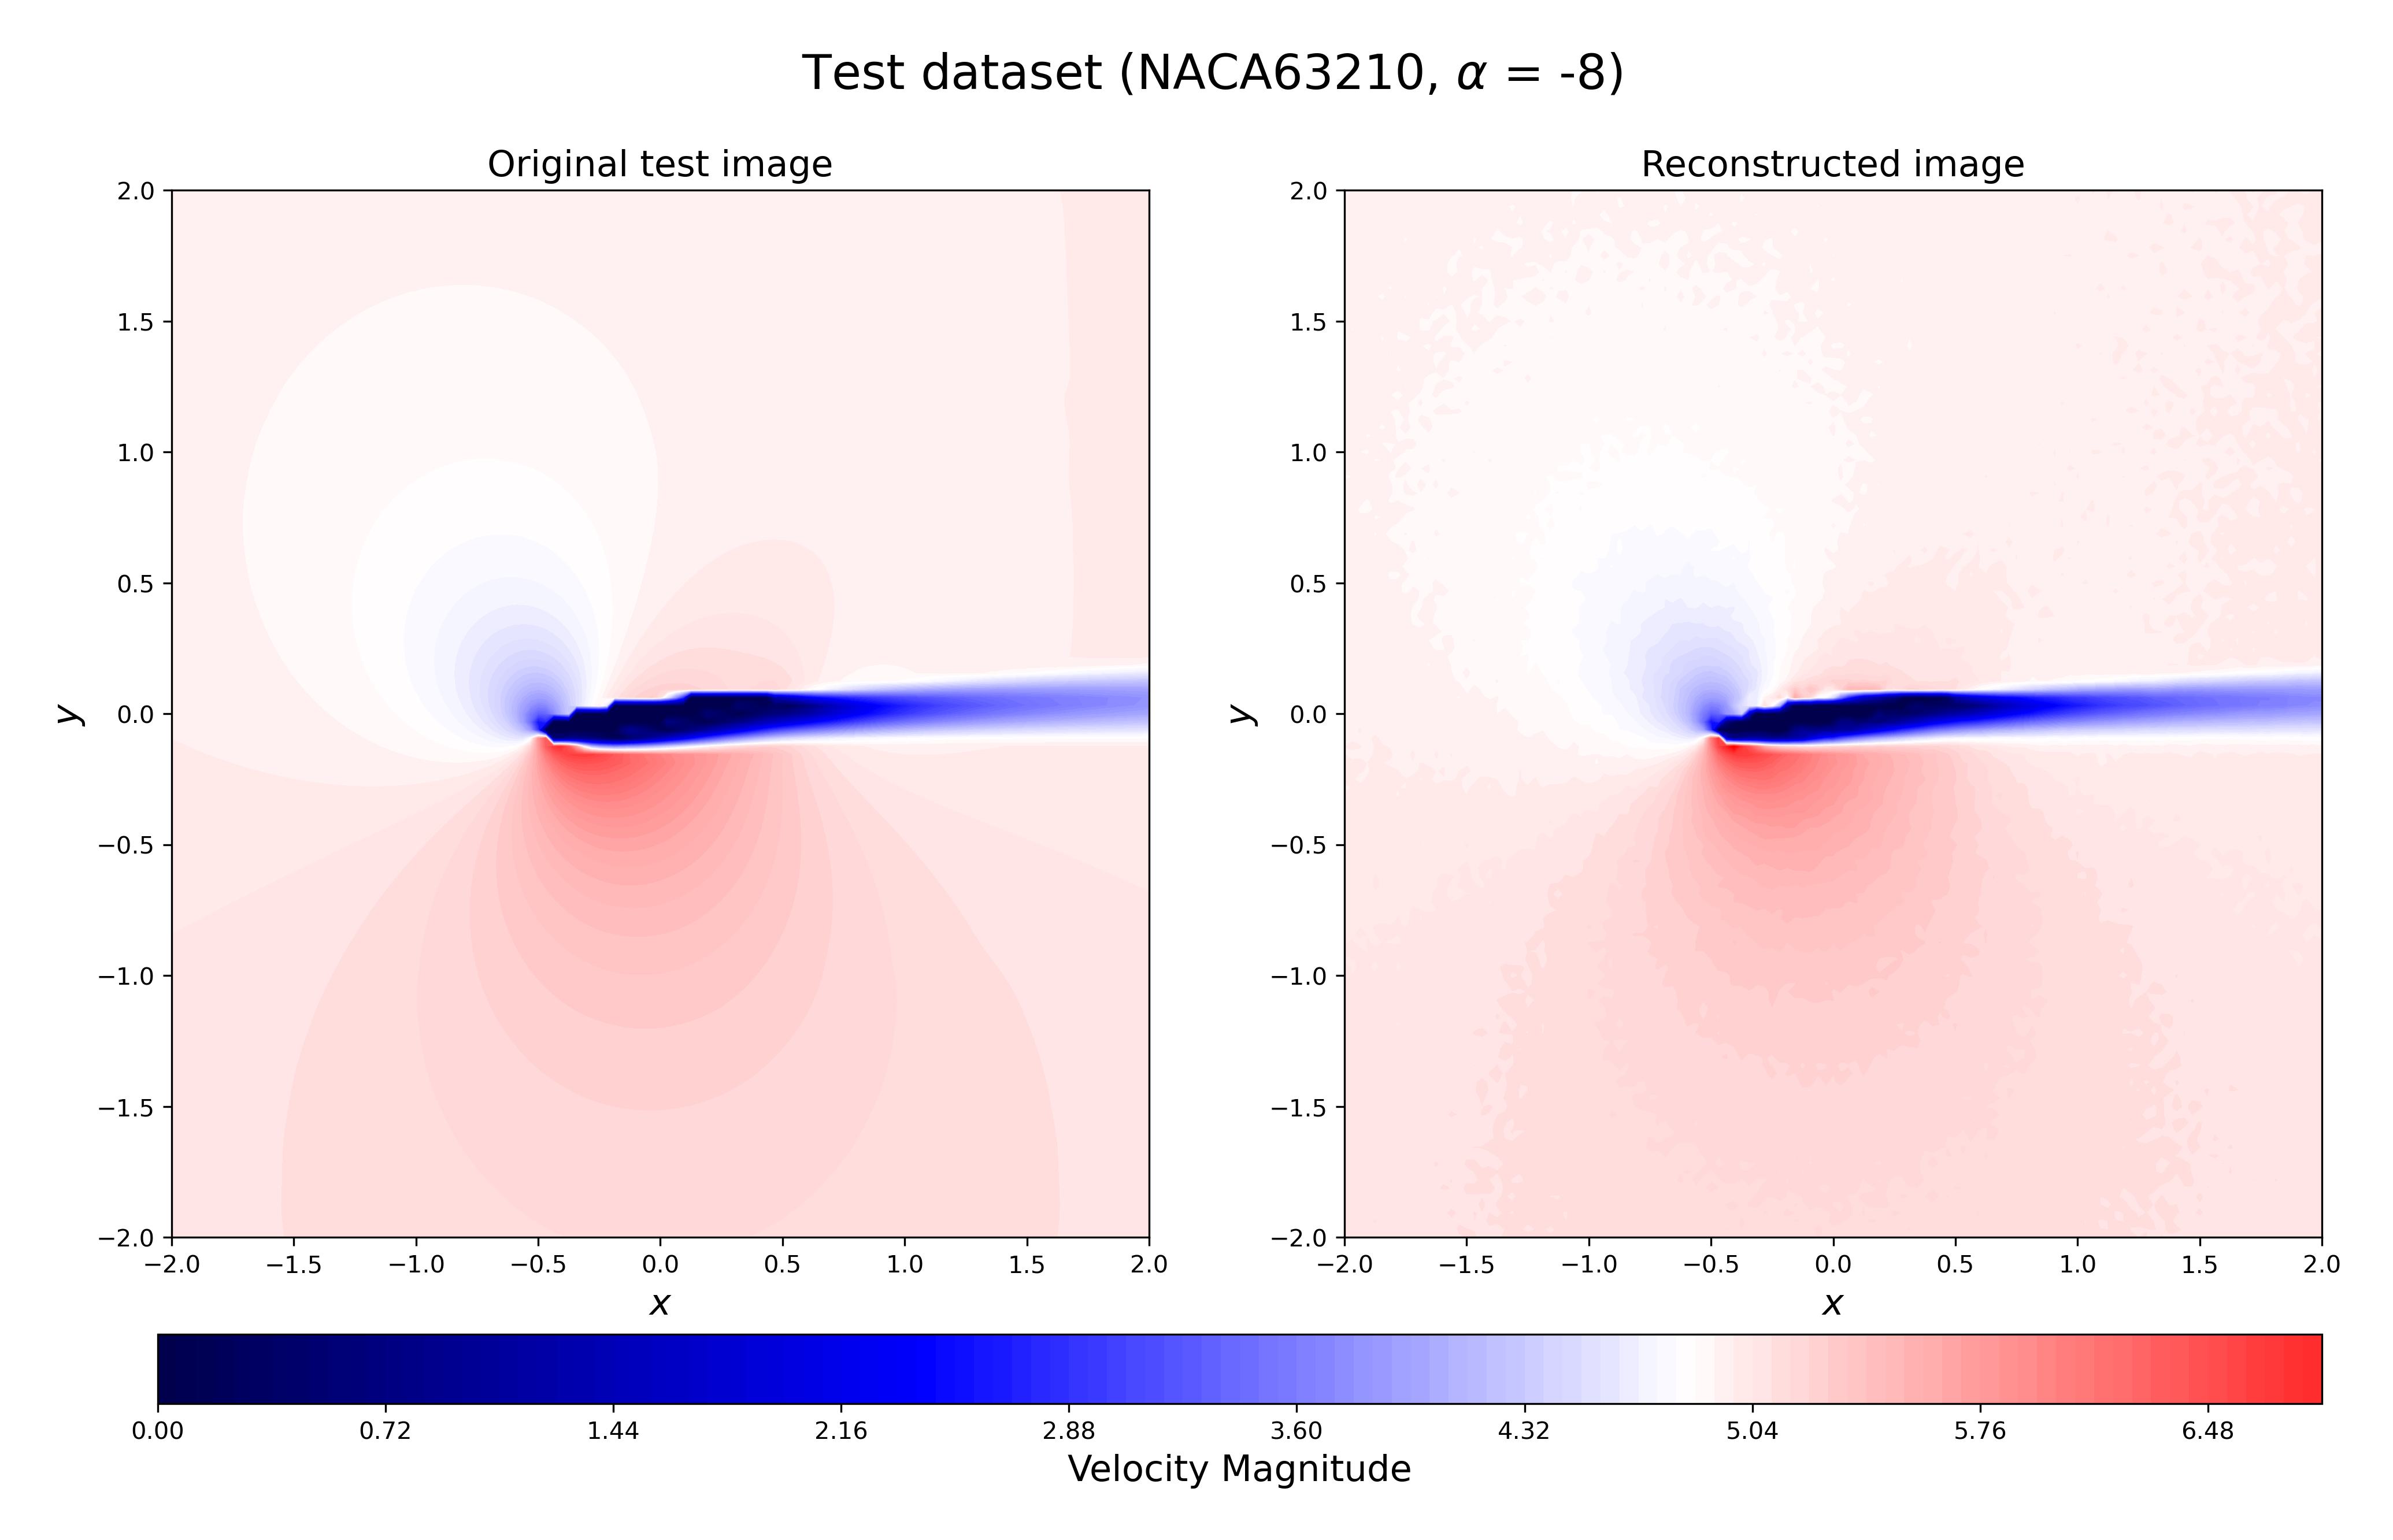 Test dataset (NACA63210, α = -8)
Original test image
Reconstructed image
2.0
1.5
1.0
0.5
0.0
−0.5
−1.0
−1.5
−2.0
y
−2.0 −1.5 −1.0 −0.5 0.0 0.5 1.0 1.5 2.0
x
2.0
1.5
1.0
0.5
0.0
−0.5
−1.0
−1.5
−2.0
y
−2.0 −1.5 −1.0 −0.5 0.0 0.5 1.0 1.5 2.0
x
0.00 0.72 1.44 2.16 2.88 3.60 4.32 5.04 5.76 6.48
Velocity Magnitude